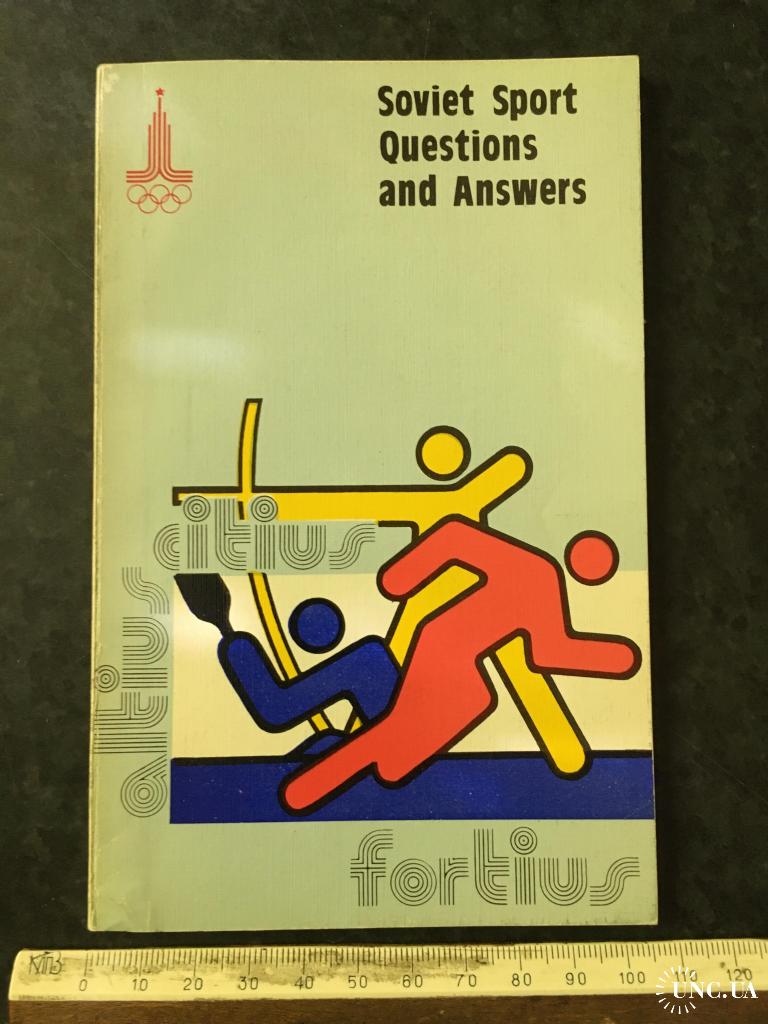 Soviet Sport
Questions
and Answers
citius
altius
fortius
0 10 20 30 40 50 60 70 80 90 100 110 120
UNC.UA